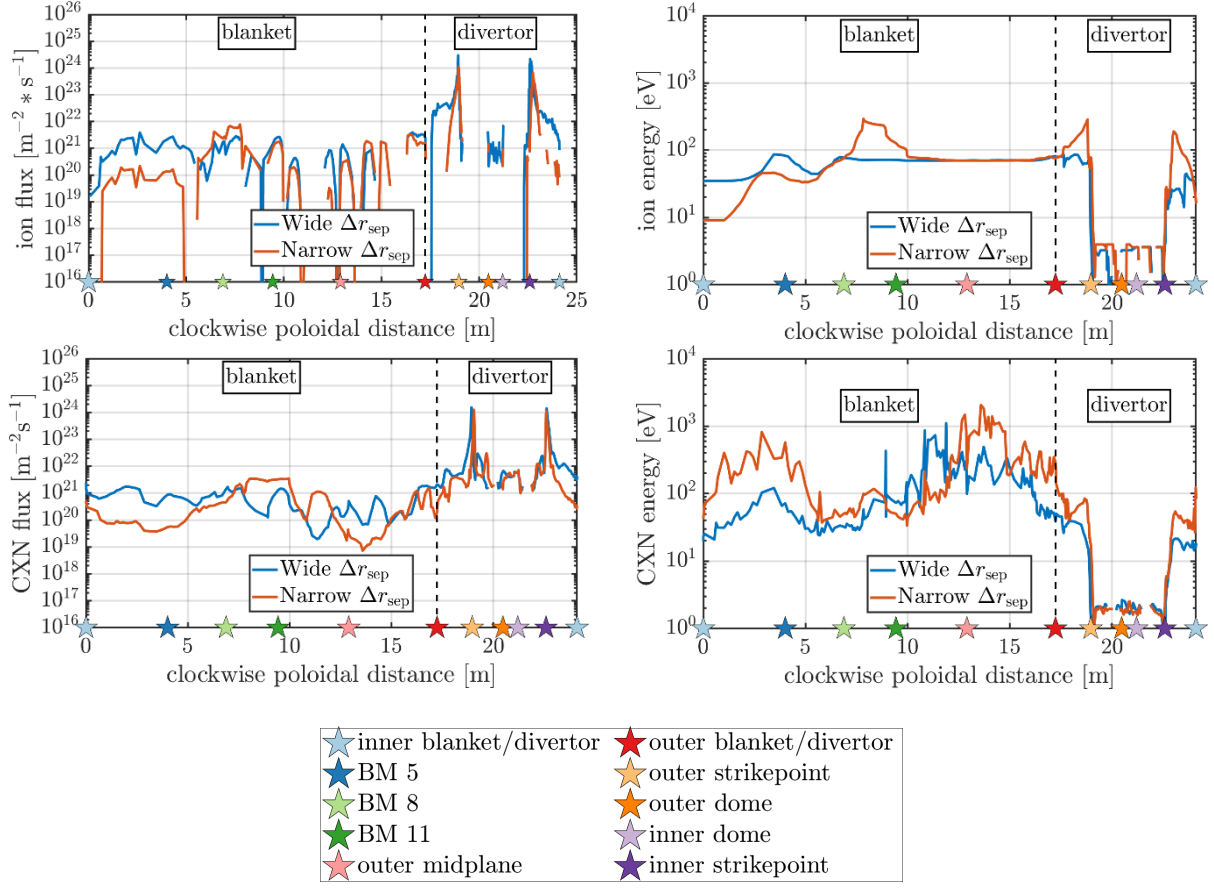 10^26
10^25
10^24
10^23
10^22
10^21
10^20
10^19
10^18
10^17
10^16
ion flux [m^−2 * s^−1]
blanket
divertor
Wide Δr_sep
Narrow Δr_sep
0 5 10 15 20 25
clockwise poloidal distance [m]
10^4
10^3
10^2
10^1
10^0
ion energy [eV]
blanket
divertor
Wide Δr_sep
Narrow Δr_sep
0 5 10 15 20
clockwise poloidal distance [m]
10^26
10^25
10^24
10^23
10^22
10^21
10^20
10^19
10^18
10^17
10^16
CXN flux [m^−2 s^−1]
blanket
divertor
Wide Δr_sep
Narrow Δr_sep
0 5 10 15 20
clockwise poloidal distance [m]
10^4
10^3
10^2
10^1
10^0
CXN energy [eV]
blanket
divertor
Wide Δr_sep
Narrow Δr_sep
0 5 10 15 20
clockwise poloidal distance [m]
inner blanket/divertor
BM 5
BM 8
BM 11
outer midplane
outer blanket/divertor
outer strikepoint
outer dome
inner dome
inner strikepoint